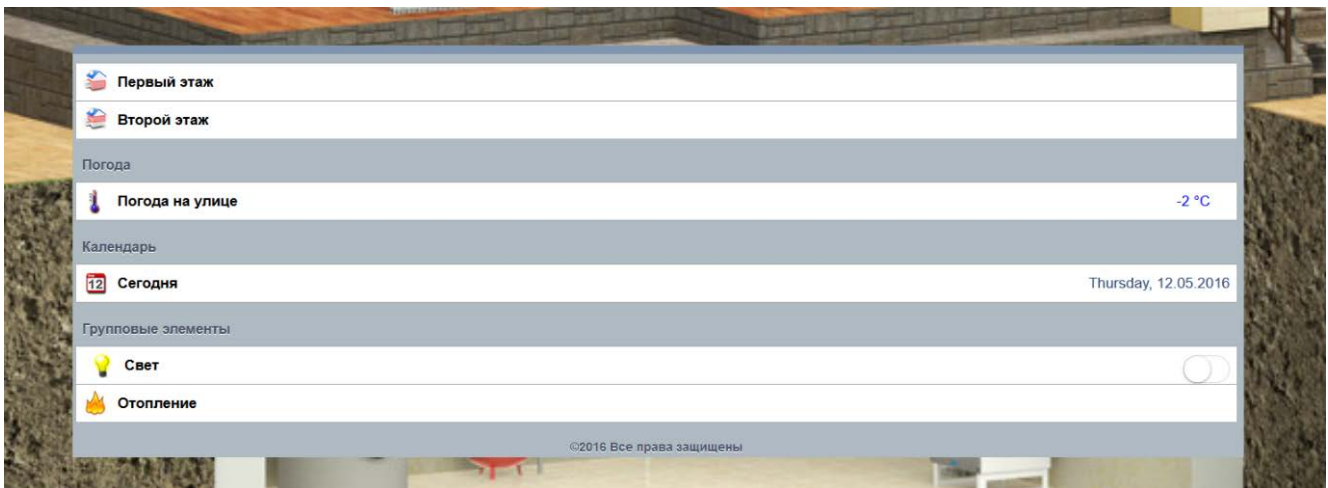 Первый этаж
Второй этаж
Погода
Погода на улице -2 °C
Календарь
12 Сегодня Thursday, 12.05.2016
Групповые элементы
Свет
Отопление
©2016 Все права защищены